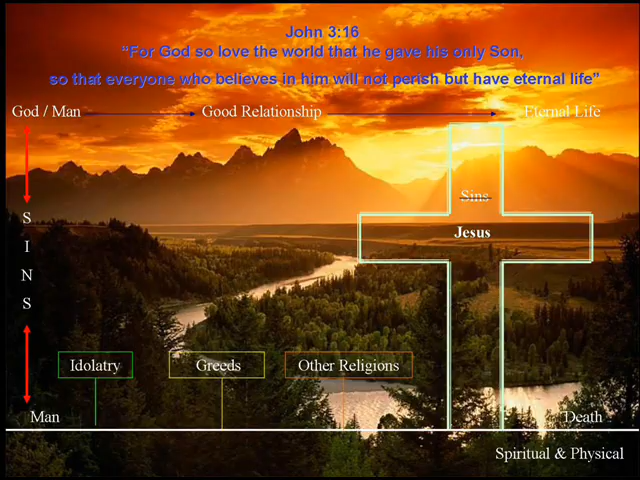 John 3:16
“For God so love the world that he gave his only Son,
so that everyone who believes in him will not perish but have eternal life”
God / Man
Good Relationship
Eternal Life
Sins
Jesus
S
I
N
S
Idolatry
Greeds
Other Religions
Man
Death
Spiritual & Physical